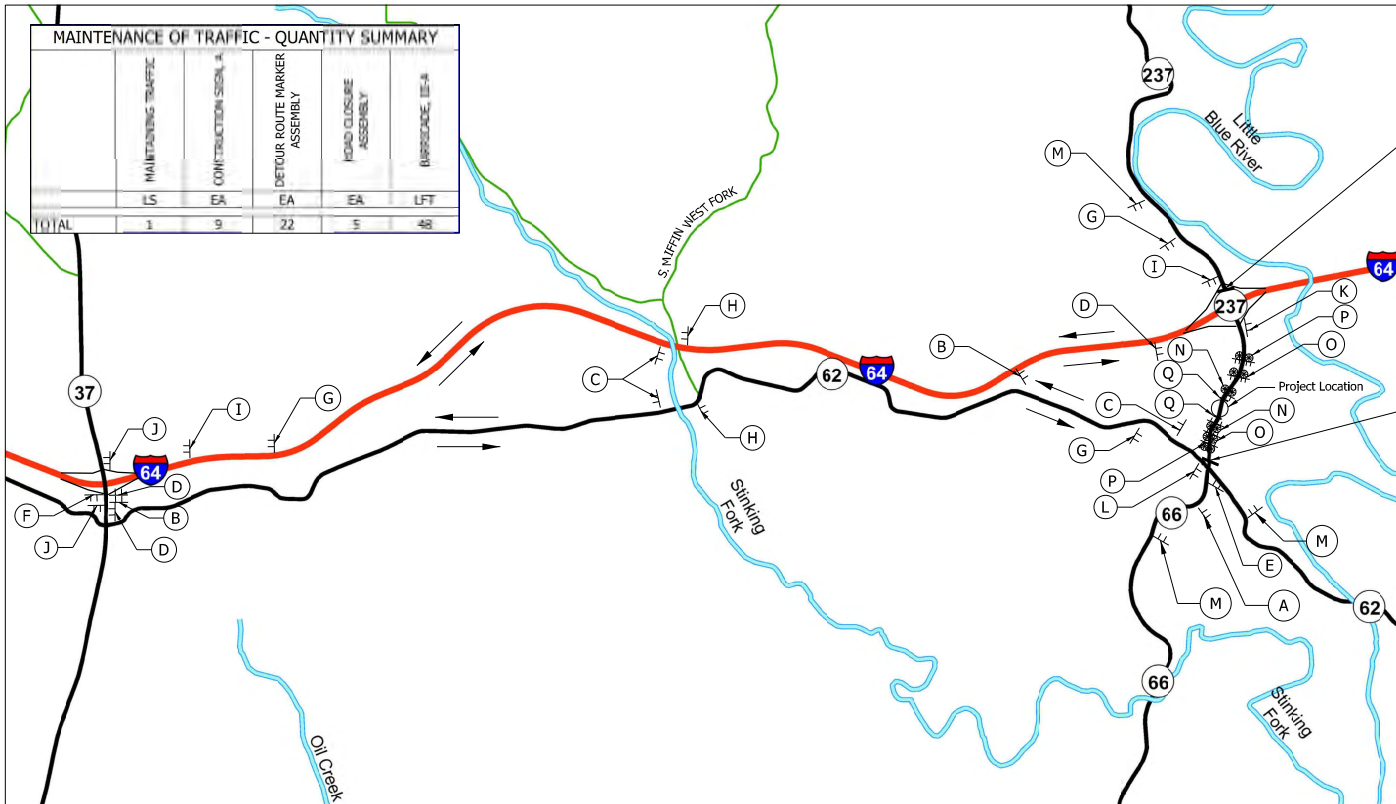 MAINTENANCE OF TRAFFIC - QUANTITY SUMMARY
MAINTAINING TRAFFIC
CONSTRUCTION SIGN, A
DETOUR ROUTE MARKER
ASSEMBLY
ROAD CLOSURE
ASSEMBLY
BARRICADE, III-A
LS EA EA EA LFT
TOTAL 1 9 22 5 48
237
Little
Blue River
M
S. MIFFIN WEST FORK
G
I
64
237
K
D
P
H
N
O
B
Q
C
62
64
Project Location
37
I
G
J
Q
C
N
O
H
G
64
D
P
L
F
B
J
D
Stinking
Fork
66
M
E
M
A
62
66
Stinking
Fork
Oil Creek